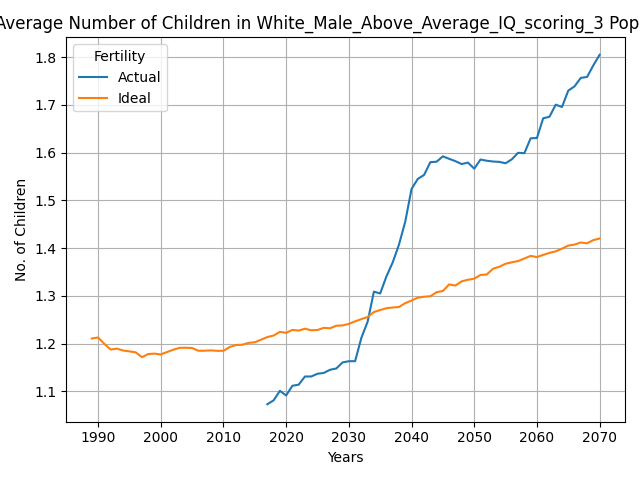 Average Number of Children in White_Male_Above_Average_IQ_scoring_3 Pop
Fertility
Actual
Ideal
1.8
1.7
1.6
1.5
1.4
1.3
1.2
1.1
No. of Children
1990 2000 2010 2020 2030 2040 2050 2060 2070
Years